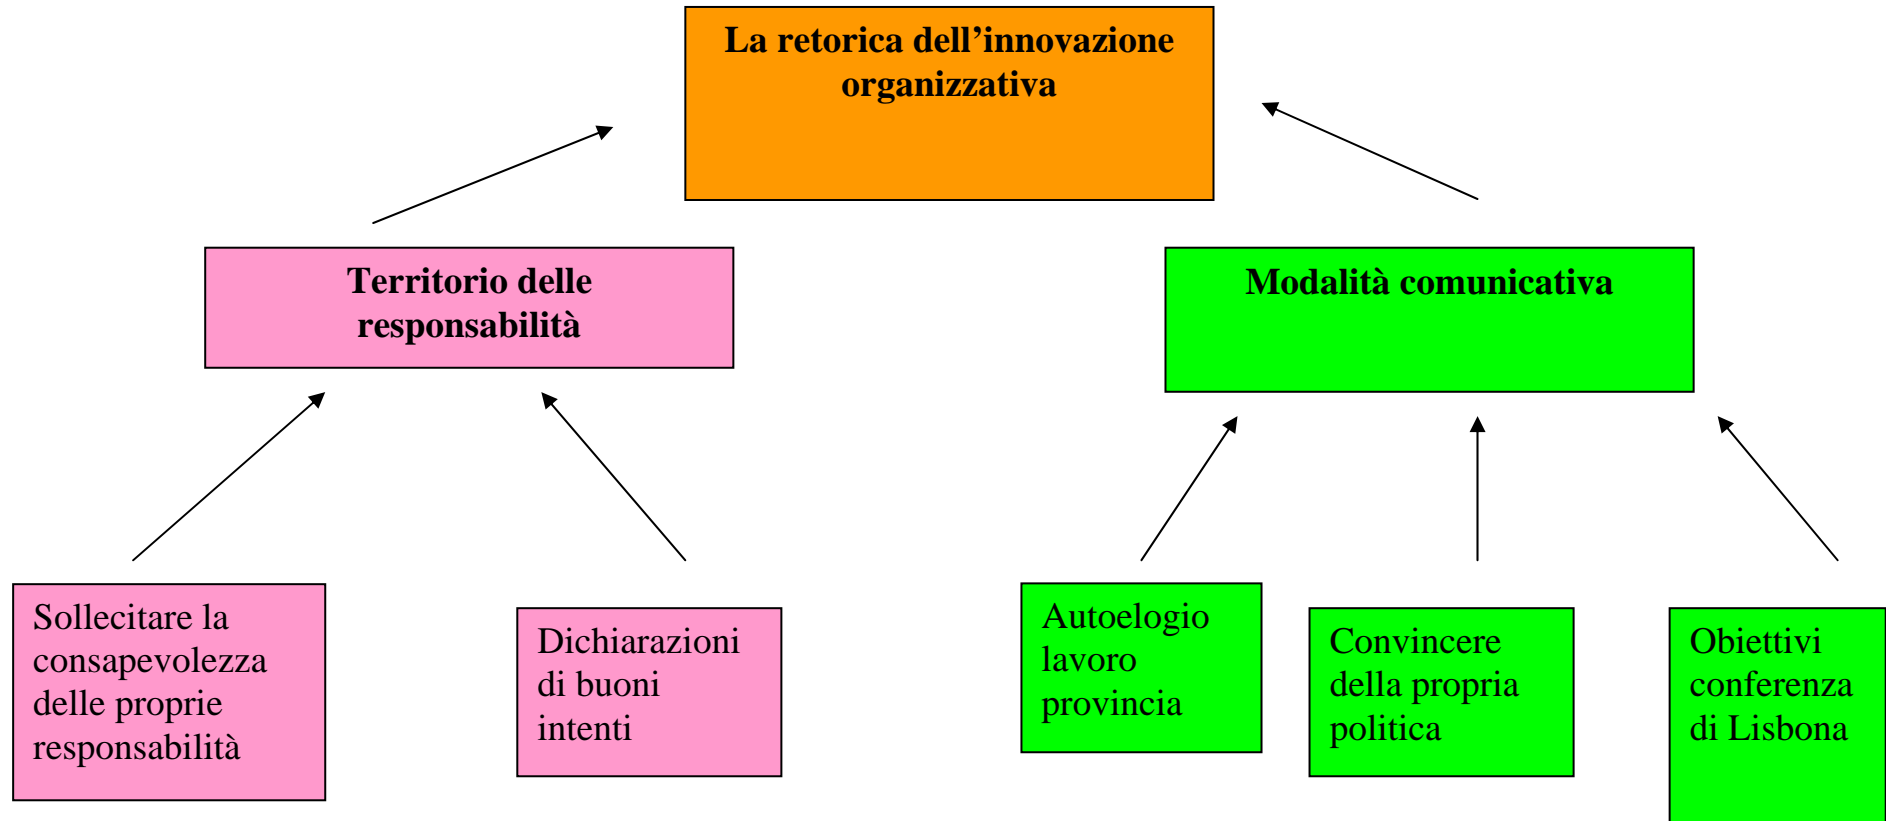 La retorica dell’innovazione
organizzativa
Territorio delle
responsabilità
Modalità comunicativa
Sollecitare la
consapevolezza
delle proprie
responsabilità
Dichiarazioni
di buoni
intenti
Autoelogio
lavoro
provincia
Convincere
della propria
politica
Obiettivi
conferenza
di Lisbona